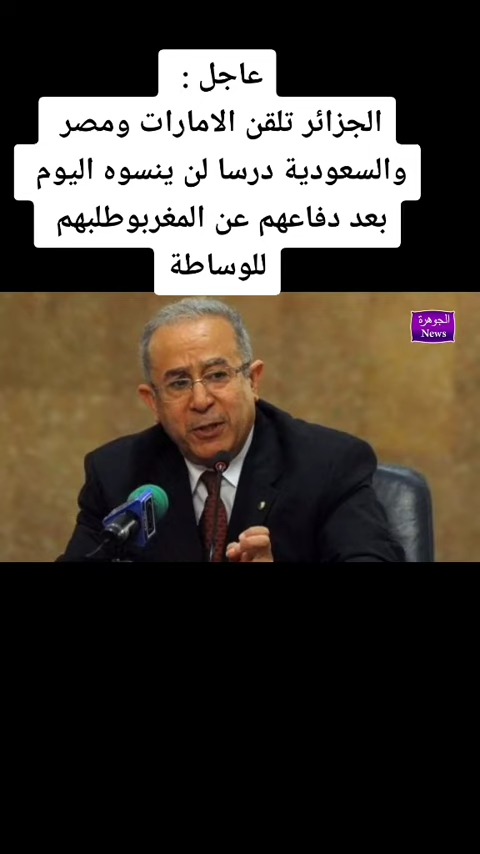 عاجل :
الجزائر تلقن الامارات ومصر
والسعودية درسا لن ينسوه اليوم
بعد دفاعهم عن المغربوطلبهم
للوساطة
الجوهرة
News